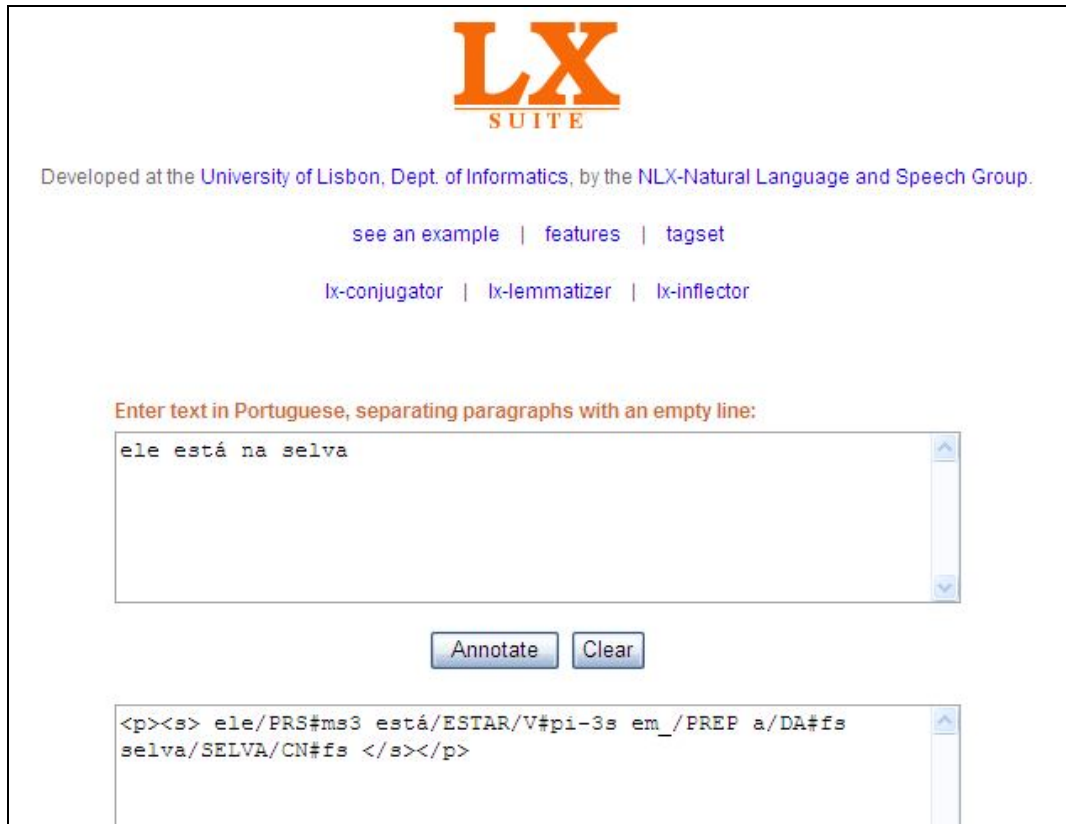 LX
SUITE
Developed at the University of Lisbon, Dept. of Informatics, by the NLX-Natural Language and Speech Group.
see an example | features | tagset
lx-conjugator | lx-lemmatizer | lx-inflector
Enter text in Portuguese, separating paragraphs with an empty line:
ele está na selva
Annotate Clear
<p><s> ele/PRS#ms3 está/ESTAR/V#pi-3s em_/PREP a/DA#fs
selva/SELVA/CN#fs </s></p>